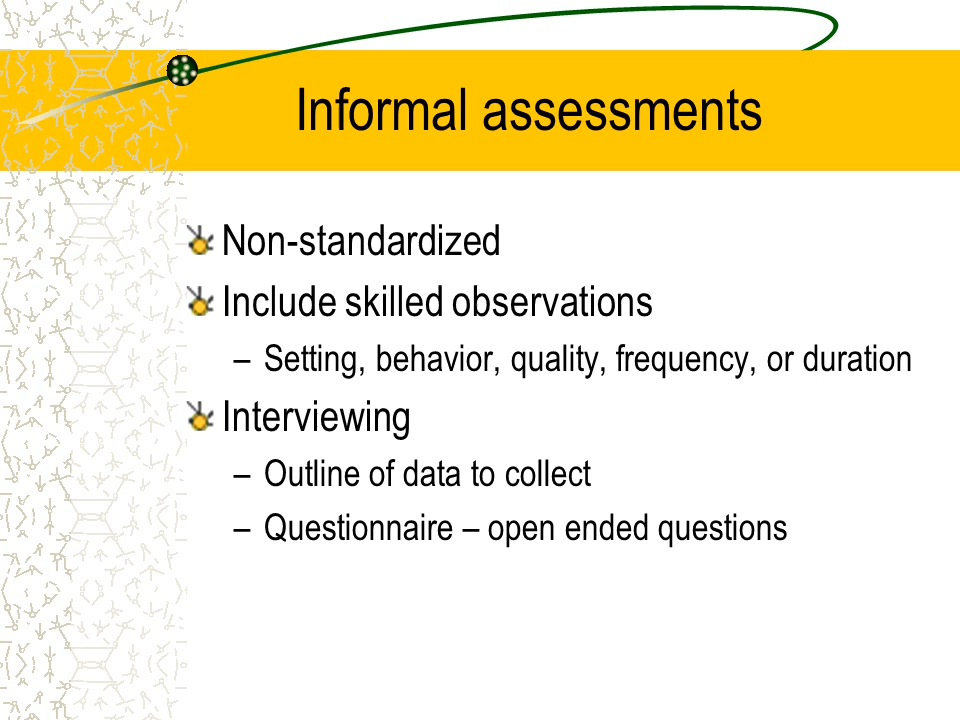 Informal assessments
Non-standardized
Include skilled observations
– Setting, behavior, quality, frequency, or duration
Interviewing
– Outline of data to collect
– Questionnaire – open ended questions